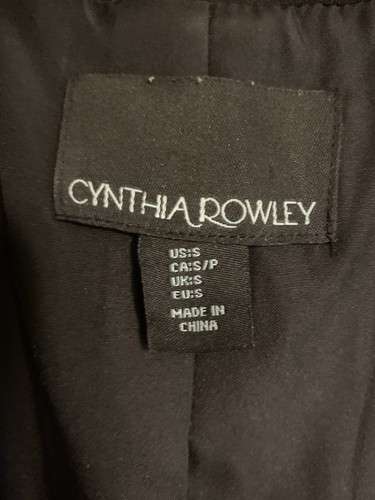 CYNTHIA ROWLEY
US:S
CA:S/P
UK:S
EU:S
MADE IN
CHINA